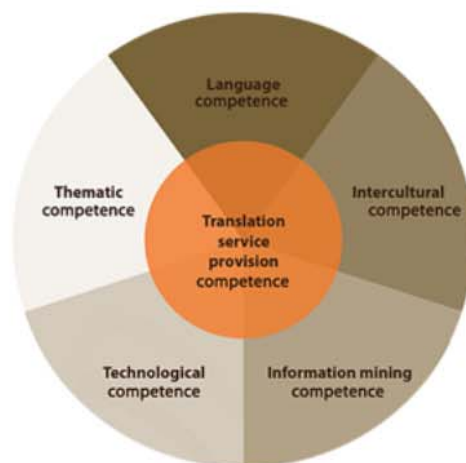 Language
competence
Thematic
competence
Intercultural
competence
Translation
service
provision
competence
Technological
competence
Information mining
competence